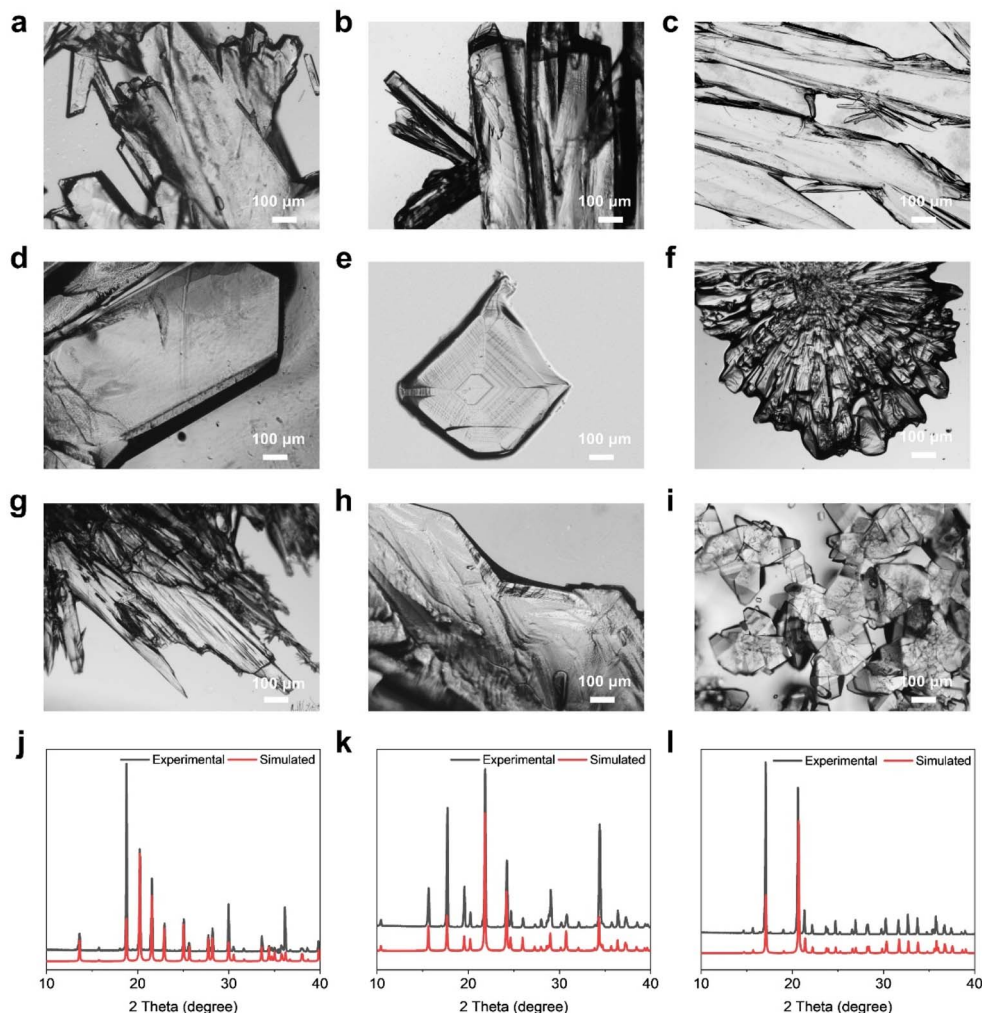 a
b
c
100 µm
100 µm
100 µm
d
e
f
100 µm
100 µm
100 µm
g
h
i
100 µm
100 µm
100 µm
j
k
l
Experimental Simulated
Experimental Simulated
Experimental Simulated
10 20 30 40
10 20 30 40
10 20 30 40
2 Theta (degree)
2 Theta (degree)
2 Theta (degree)